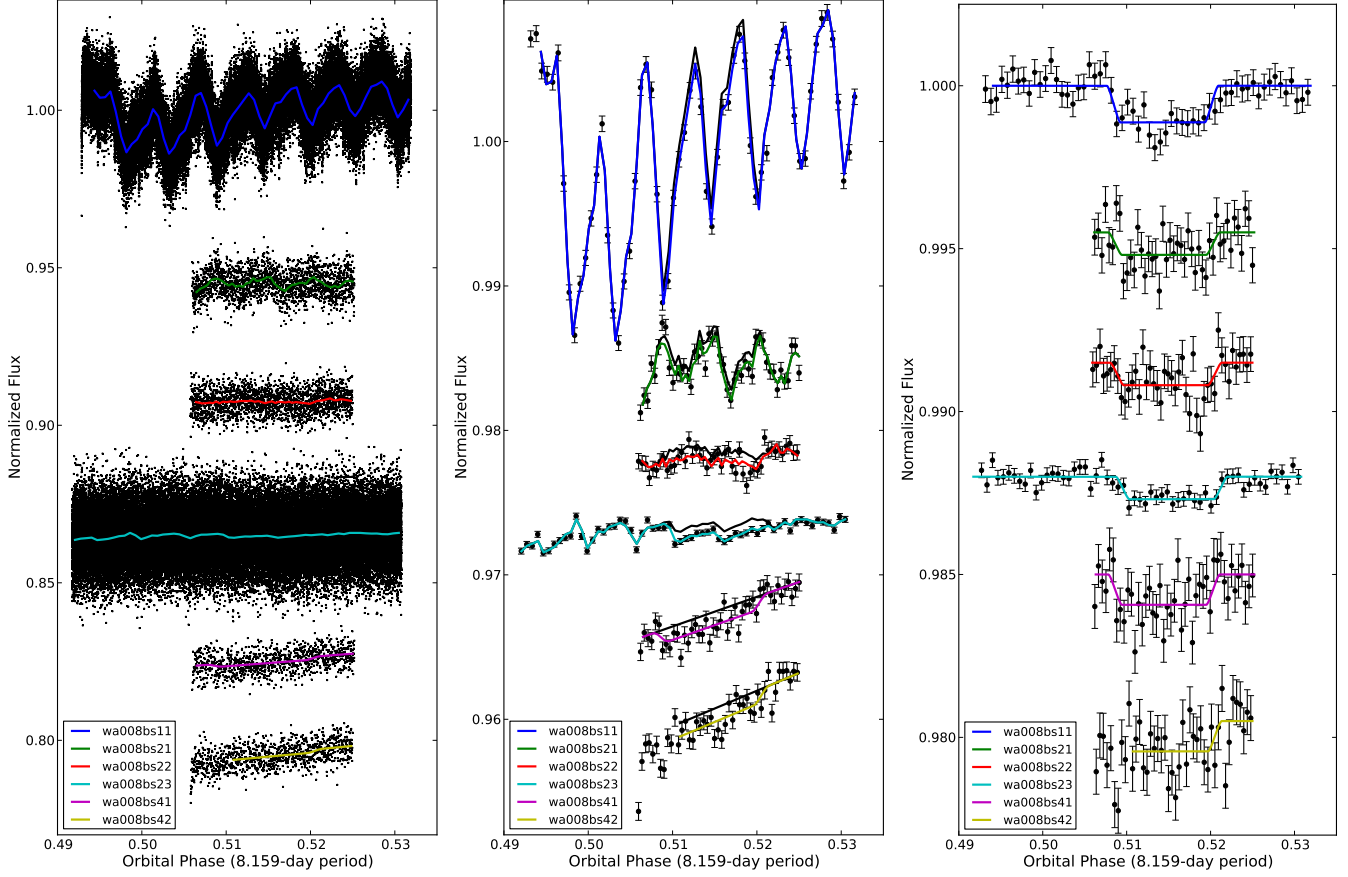 Normalized Flux
1.00
0.95
0.90
0.85
0.80
wa008bs11
wa008bs21
wa008bs22
wa008bs23
wa008bs41
wa008bs42
0.49
0.50
0.51
0.52
0.53
Orbital Phase (8.159-day period)
Normalized Flux
1.00
0.99
0.98
0.97
0.96
wa008bs11
wa008bs21
wa008bs22
wa008bs23
wa008bs41
wa008bs42
0.49
0.50
0.51
0.52
0.53
Orbital Phase (8.159-day period)
Normalized Flux
1.000
0.995
0.990
0.985
0.980
wa008bs11
wa008bs21
wa008bs22
wa008bs23
wa008bs41
wa008bs42
0.49
0.50
0.51
0.52
0.53
Orbital Phase (8.159-day period)